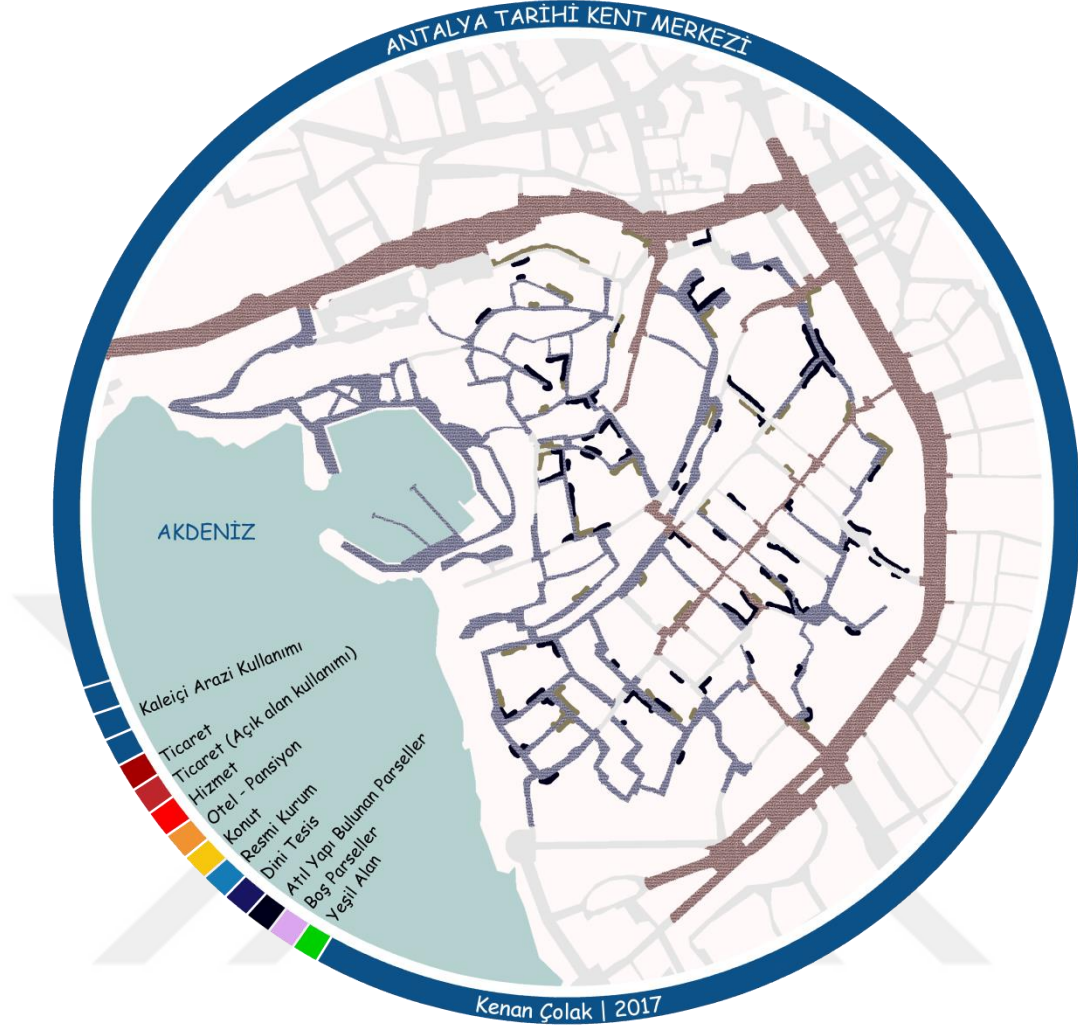 ANTALYA TARİHİ KENT MERKEZİ
AKDENİZ
Kaleiçi Arazi Kullanımı
Ticaret
Ticaret (Açık alan kullanımı)
Hizmet
Otel - Pansiyon
Konut
Resmi Kurum
Dini Tesis
Atıl Yapı Bulunan Parseller
Boş Parseller
Yeşil Alan
Kenan Çolak | 2017